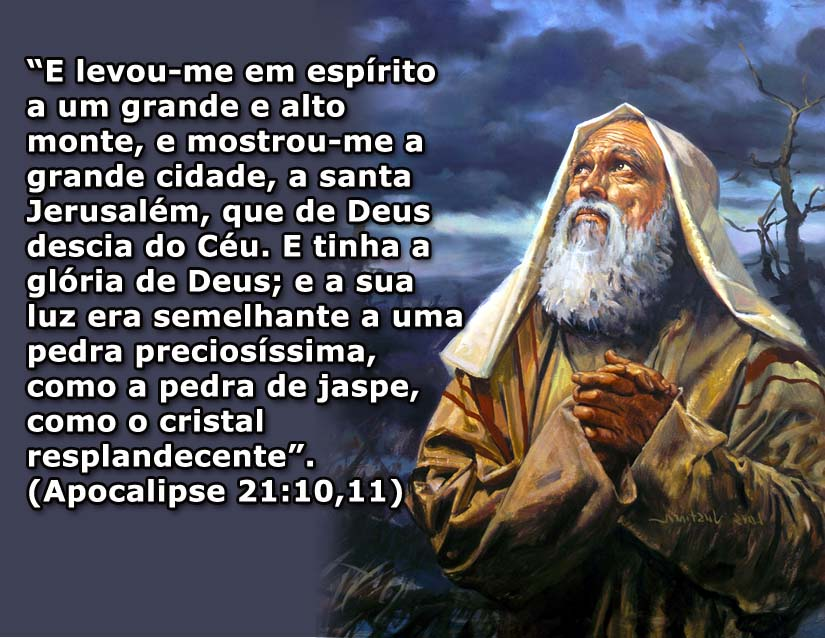 “E levou-me em espírito
a um grande e alto
monte, e mostrou-me a
grande cidade, a santa
Jerusalém, que de Deus
descia do Céu. E tinha a
glória de Deus; e a sua
luz era semelhante a uma
pedra preciosíssima,
como a pedra de jaspe,
como o cristal
resplandecente”.
(Apocalipse 21:10,11)